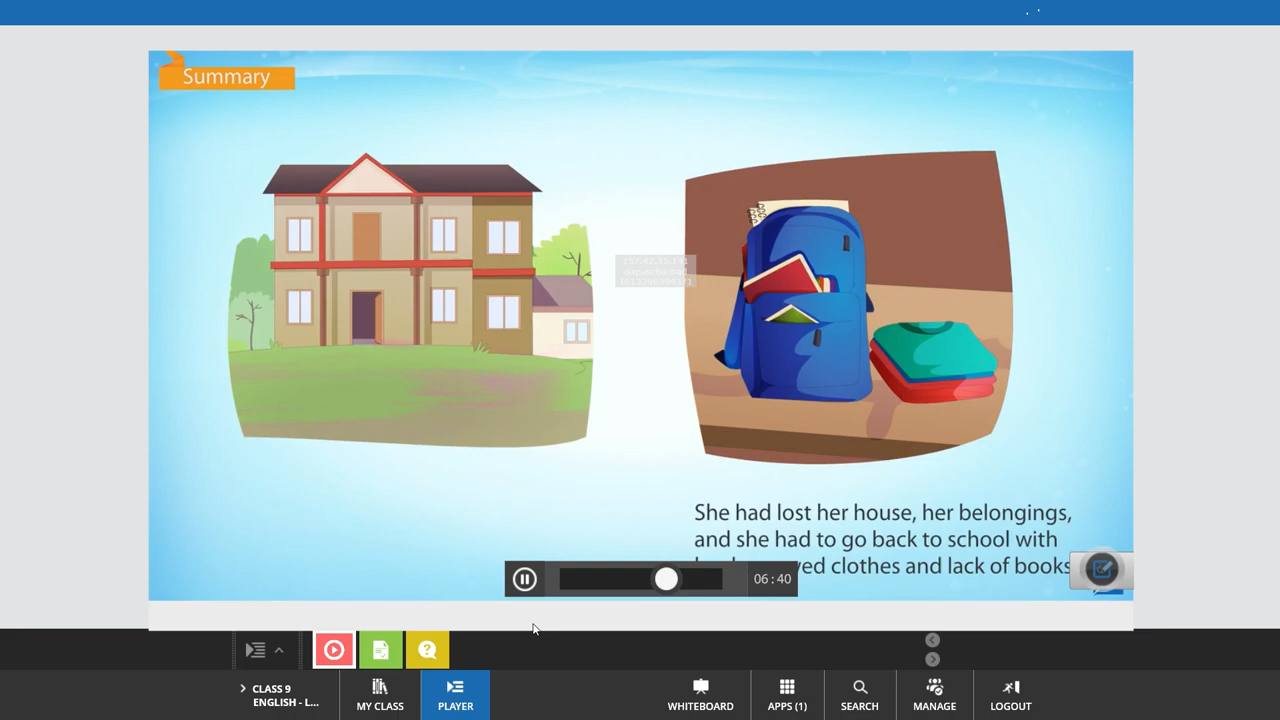 Summary
She had lost her house, her belongings,
and she had to go back to school with
clothes and lack of books
06:40
CLASS 9
ENGLISH - L...
MY CLASS
PLAYER
WHITEBOARD
APPS (1)
SEARCH
MANAGE
LOGOUT